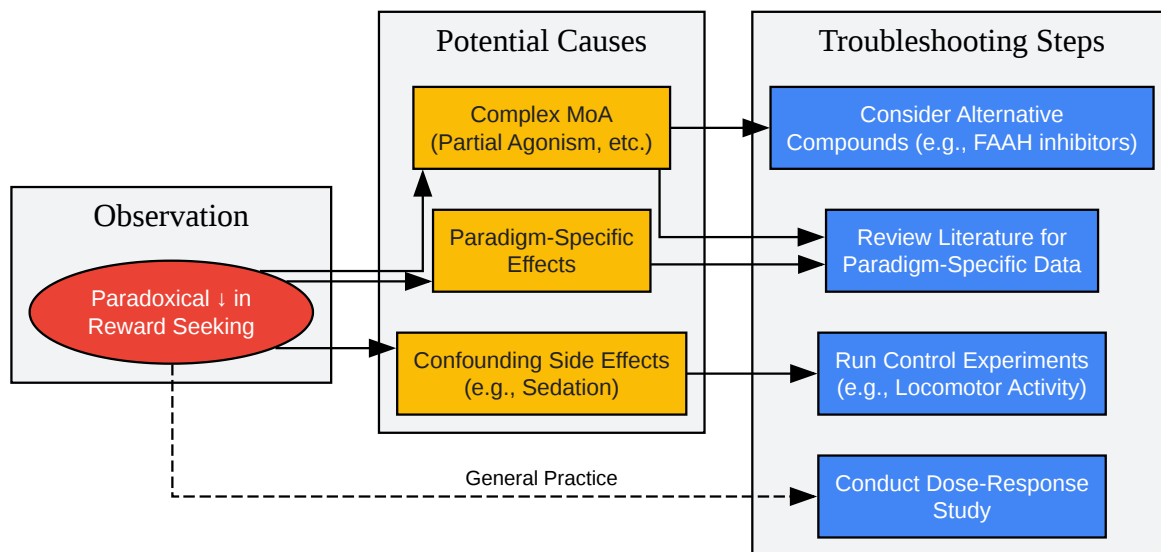 Observation
Paradoxical ↓ in
Reward Seeking
Potential Causes
Complex MoA
(Partial Agonism, etc.)
Paradigm-Specific
Effects
Confounding Side Effects
(e.g., Sedation)
General Practice
Troubleshooting Steps
Consider Alternative
Compounds (e.g., FAAH inhibitors)
Review Literature for
Paradigm-Specific Data
Run Control Experiments
(e.g., Locomotor Activity)
Conduct Dose-Response
Study